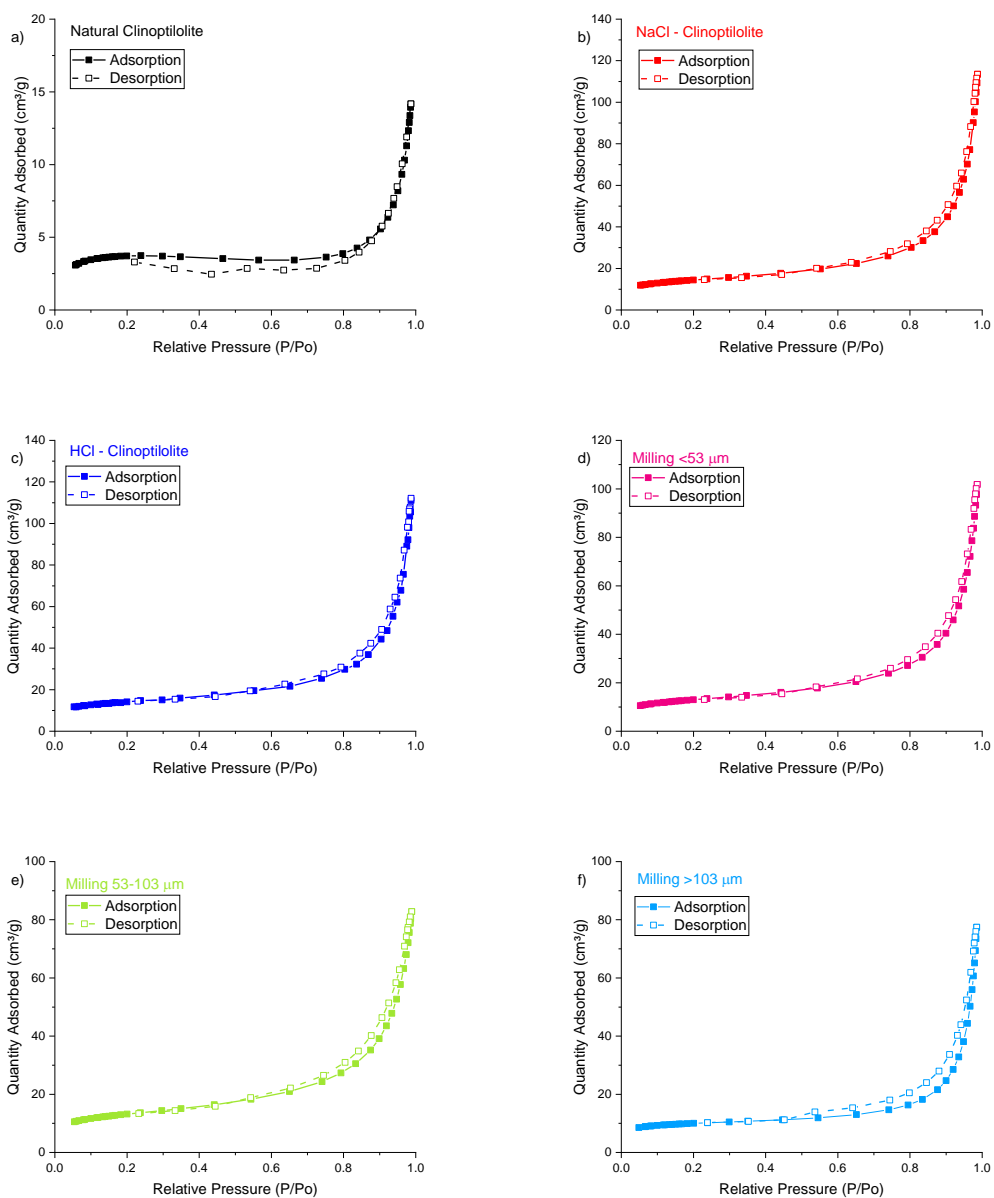 a)
Natural Clinoptilolite
Adsorption
Desorption
Quantity Adsorbed (cm³/g)
20
15
10
5
0
0.0 0.2 0.4 0.6 0.8 1.0
Relative Pressure (P/Po)
b)
NaCl - Clinoptilolite
Adsorption
Desorption
Quantity Adsorbed (cm³/g)
140
120
100
80
60
40
20
0
0.0 0.2 0.4 0.6 0.8 1.0
Relative Pressure (P/Po)
c)
HCl - Clinoptilolite
Adsorption
Desorption
Quantity Adsorbed (cm³/g)
140
120
100
80
60
40
20
0
0.0 0.2 0.4 0.6 0.8 1.0
Relative Pressure (P/Po)
d)
Milling <53 μm
Adsorption
Desorption
Quantity Adsorbed (cm³/g)
120
100
80
60
40
20
0
0.0 0.2 0.4 0.6 0.8 1.0
Relative Pressure (P/Po)
e)
Milling 53-103 μm
Adsorption
Desorption
Quantity Adsorbed (cm³/g)
100
80
60
40
20
0
0.0 0.2 0.4 0.6 0.8 1.0
Relative Pressure (P/Po)
f)
Milling >103 μm
Adsorption
Desorption
Quantity Adsorbed (cm³/g)
100
80
60
40
20
0
0.0 0.2 0.4 0.6 0.8 1.0
Relative Pressure (P/Po)